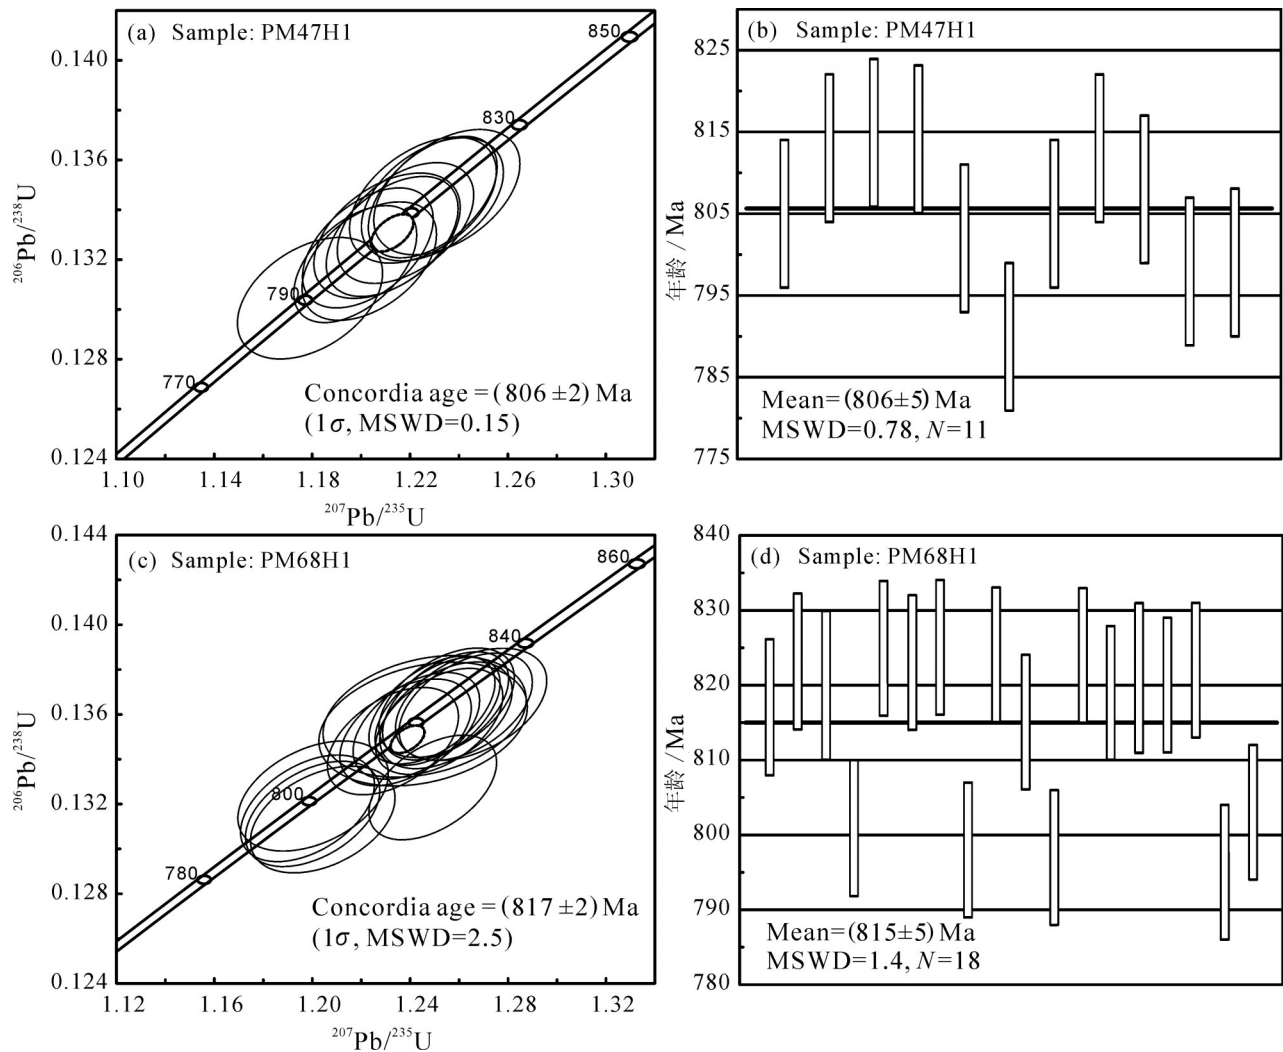 (a) Sample: PM47H1
0.140
0.136
0.132
0.128
0.124
²⁰⁶Pb/²³⁸U
850
830
790
770
Concordia age = (806 ±2) Ma
(1σ, MSWD=0.15)
1.10 1.14 1.18 1.22 1.26 1.30
²⁰⁷Pb/²³⁵U
(b) Sample: PM47H1
825
815
805
795
785
775
年龄 / Ma
Mean=(806±5) Ma
MSWD=0.78, N=11
(c) Sample: PM68H1
0.144
0.140
0.136
0.132
0.128
0.124
²⁰⁶Pb/²³⁸U
860
840
800
780
Concordia age = (817 ±2) Ma
(1σ, MSWD=2.5)
1.12 1.16 1.20 1.24 1.28 1.32
²⁰⁷Pb/²³⁵U
(d) Sample: PM68H1
840
830
820
810
800
790
780
年龄 / Ma
Mean=(815±5) Ma
MSWD=1.4, N=18